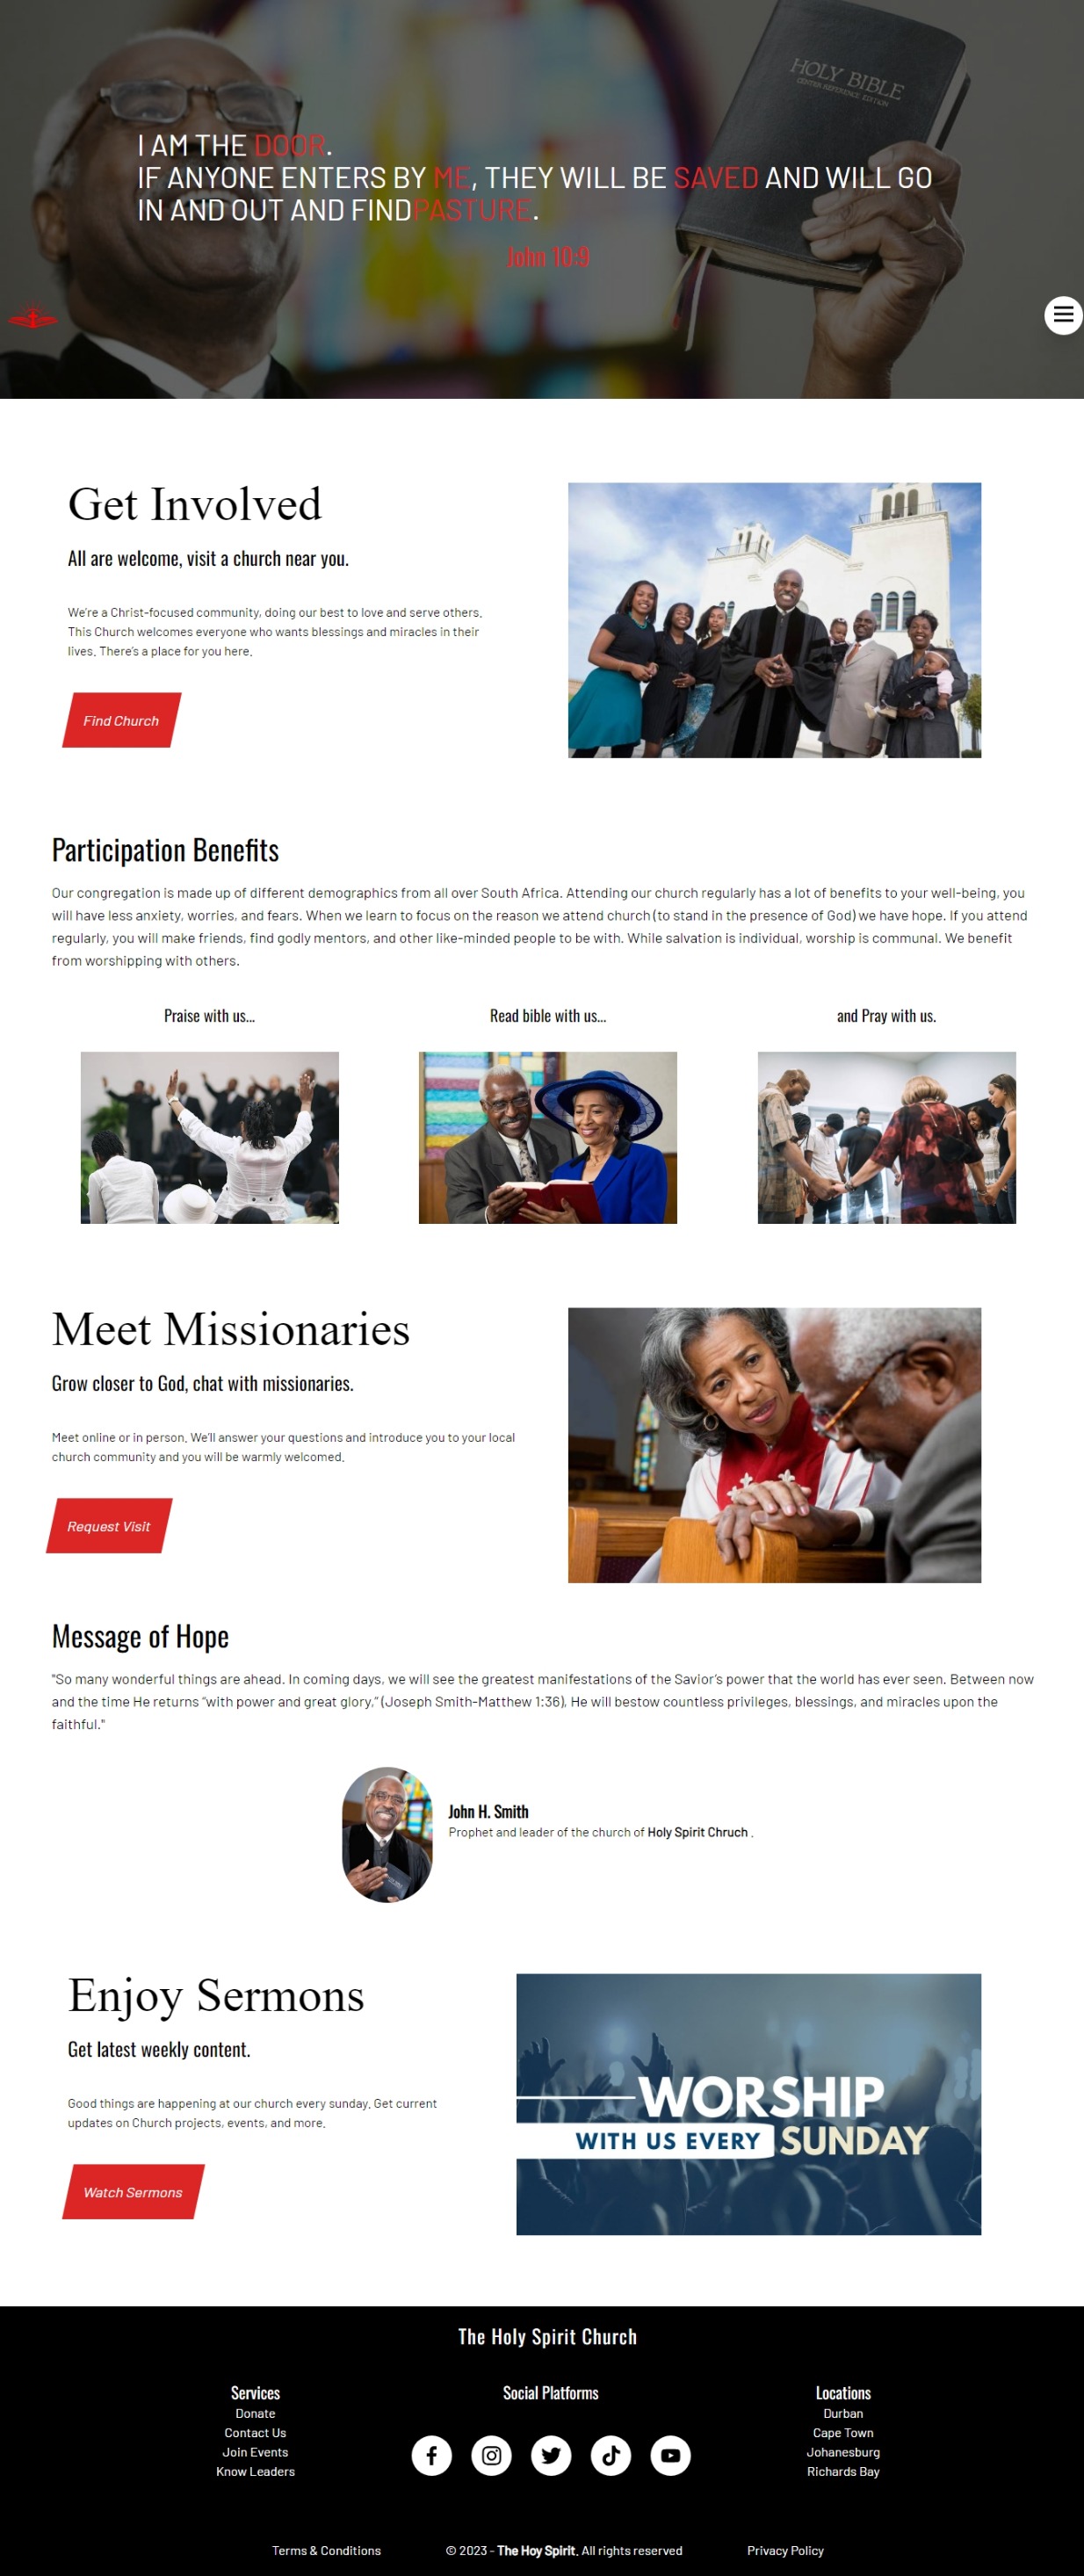 HOLY BIBLE
CENTER REFERENCE EDITION
I AM THE DOOR.
IF ANYONE ENTERS BY ME, THEY WILL BE SAVED AND WILL GO
IN AND OUT AND FINDPASTURE.
John 10:9
Get Involved
All are welcome, visit a church near you.
We're a Christ-focused community, doing our best to love and serve others.
This Church welcomes everyone who wants blessings and miracles in their
lives. There's a place for you here.
Find Church
Participation Benefits
Our congregation is made up of different demographics from all over South Africa. Attending our church regularly has a lot of benefits to your well-being, you
will have less anxiety, worries, and fears. When we learn to focus on the reason we attend church (to stand in the presence of God) we have hope. If you attend
regularly, you will make friends, find godly mentors, and other like-minded people to be with. While salvation is individual, worship is communal. We benefit
from worshipping with others.
Praise with us...
Read bible with us...
and Pray with us.
Meet Missionaries
Grow closer to God, chat with missionaries.
Meet online or in person. We'll answer your questions and introduce you to your local
church community and you will be warmly welcomed.
Request Visit
Message of Hope
"So many wonderful things are ahead. In coming days, we will see the greatest manifestations of the Savior's power that the world has ever seen. Between now
and the time He returns “with power and great glory,” (Joseph Smith-Matthew 1:36), He will bestow countless privileges, blessings, and miracles upon the
faithful."
John H. Smith
Prophet and leader of the church of Holy Spirit Chruch .
Enjoy Sermons
Get latest weekly content.
Good things are happening at our church every sunday. Get current
updates on Church projects, events, and more.
Watch Sermons
WORSHIP
WITH US EVERY SUNDAY
The Holy Spirit Church
Services
Donate
Contact Us
Join Events
Know Leaders
Social Platforms
Locations
Durban
Cape Town
Johanesburg
Richards Bay
Terms & Conditions
© 2023 - The Hoy Spirit. All rights reserved
Privacy Policy